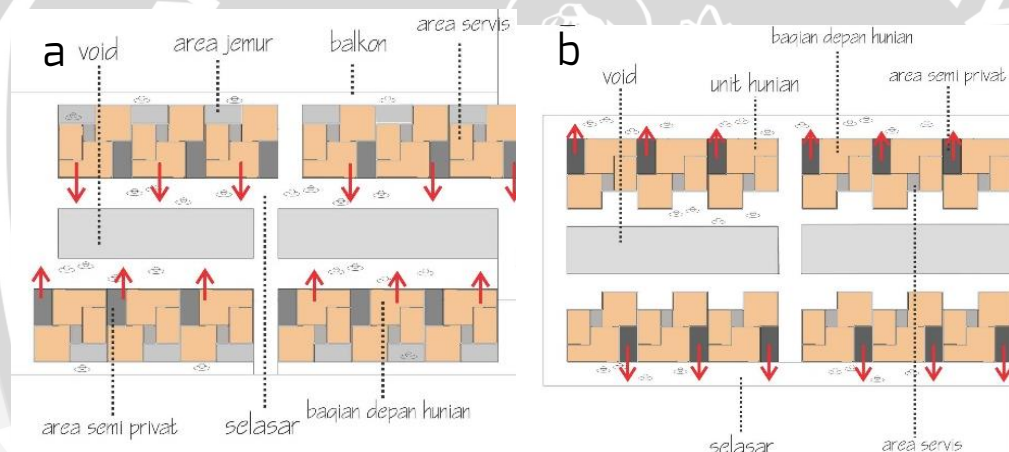 a
void
area jemur
balkon
area servis
area semi privat
selasar
bagian depan hunian
b
void
unit hunian
bagian depan hunian
area semi privat
selasar
area servis